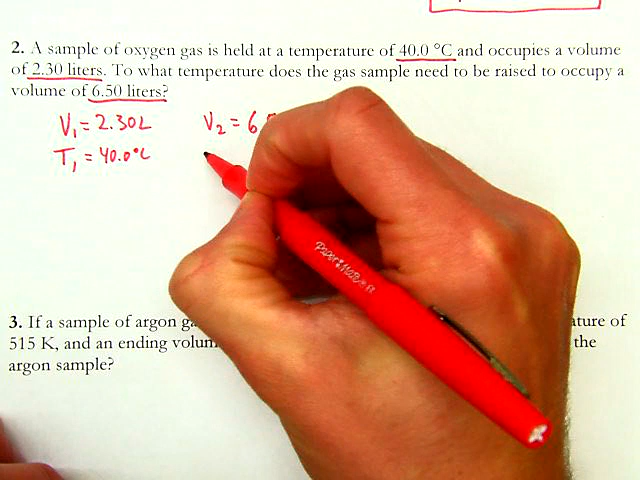 2. A sample of oxygen gas is held at a temperature of 40.0 °C and occupies a volume
of 2.30 liters. To what temperature does the gas sample need to be raised to occupy a
volume of 6.50 liters?
V₁ = 2.30L V₂ = 6.5
T₁ = 40.0°C
Paper:Mate
3. If a sample of argon ature of
515 K, and an ending the
argon sample?